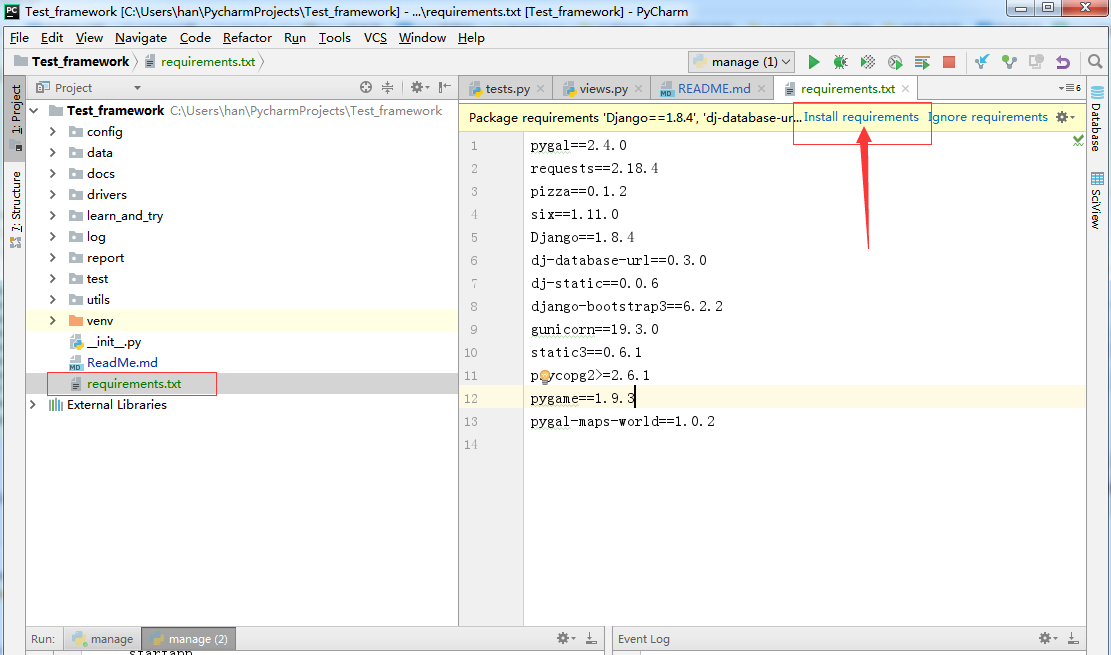 Test_framework [C:\Users\han\PycharmProjects\Test_framework] - ...\requirements.txt [Test_framework] - PyCharm
File Edit View Navigate Code Refactor Run Tools VCS Window Help
Test_framework requirements.txt manage (1)
Project
tests.py views.py README.md requirements.txt 6
1: Project
7: Structure
Test_framework C:\Users\han\PycharmProjects\Test_framework
config
data
docs
drivers
learn_and_try
log
report
test
utils
venv
__init__.py
ReadMe.md
requirements.txt
External Libraries
Package requirements 'Django==1.8.4', 'dj-database-ur... Install requirements Ignore requirements
1 pygal==2.4.0
2 requests==2.18.4
3 pizza==0.1.2
4 six==1.11.0
5 Django==1.8.4
6 dj-database-url==0.3.0
7 dj-static==0.0.6
8 django-bootstrap3==6.2.2
9 gunicorn==19.3.0
10 static3==0.6.1
11 psycopg2>=2.6.1
12 pygame==1.9.3
13 pygal-maps-world==1.0.2
14
Database
SciView
Run: manage manage (2)
Event Log
startapp